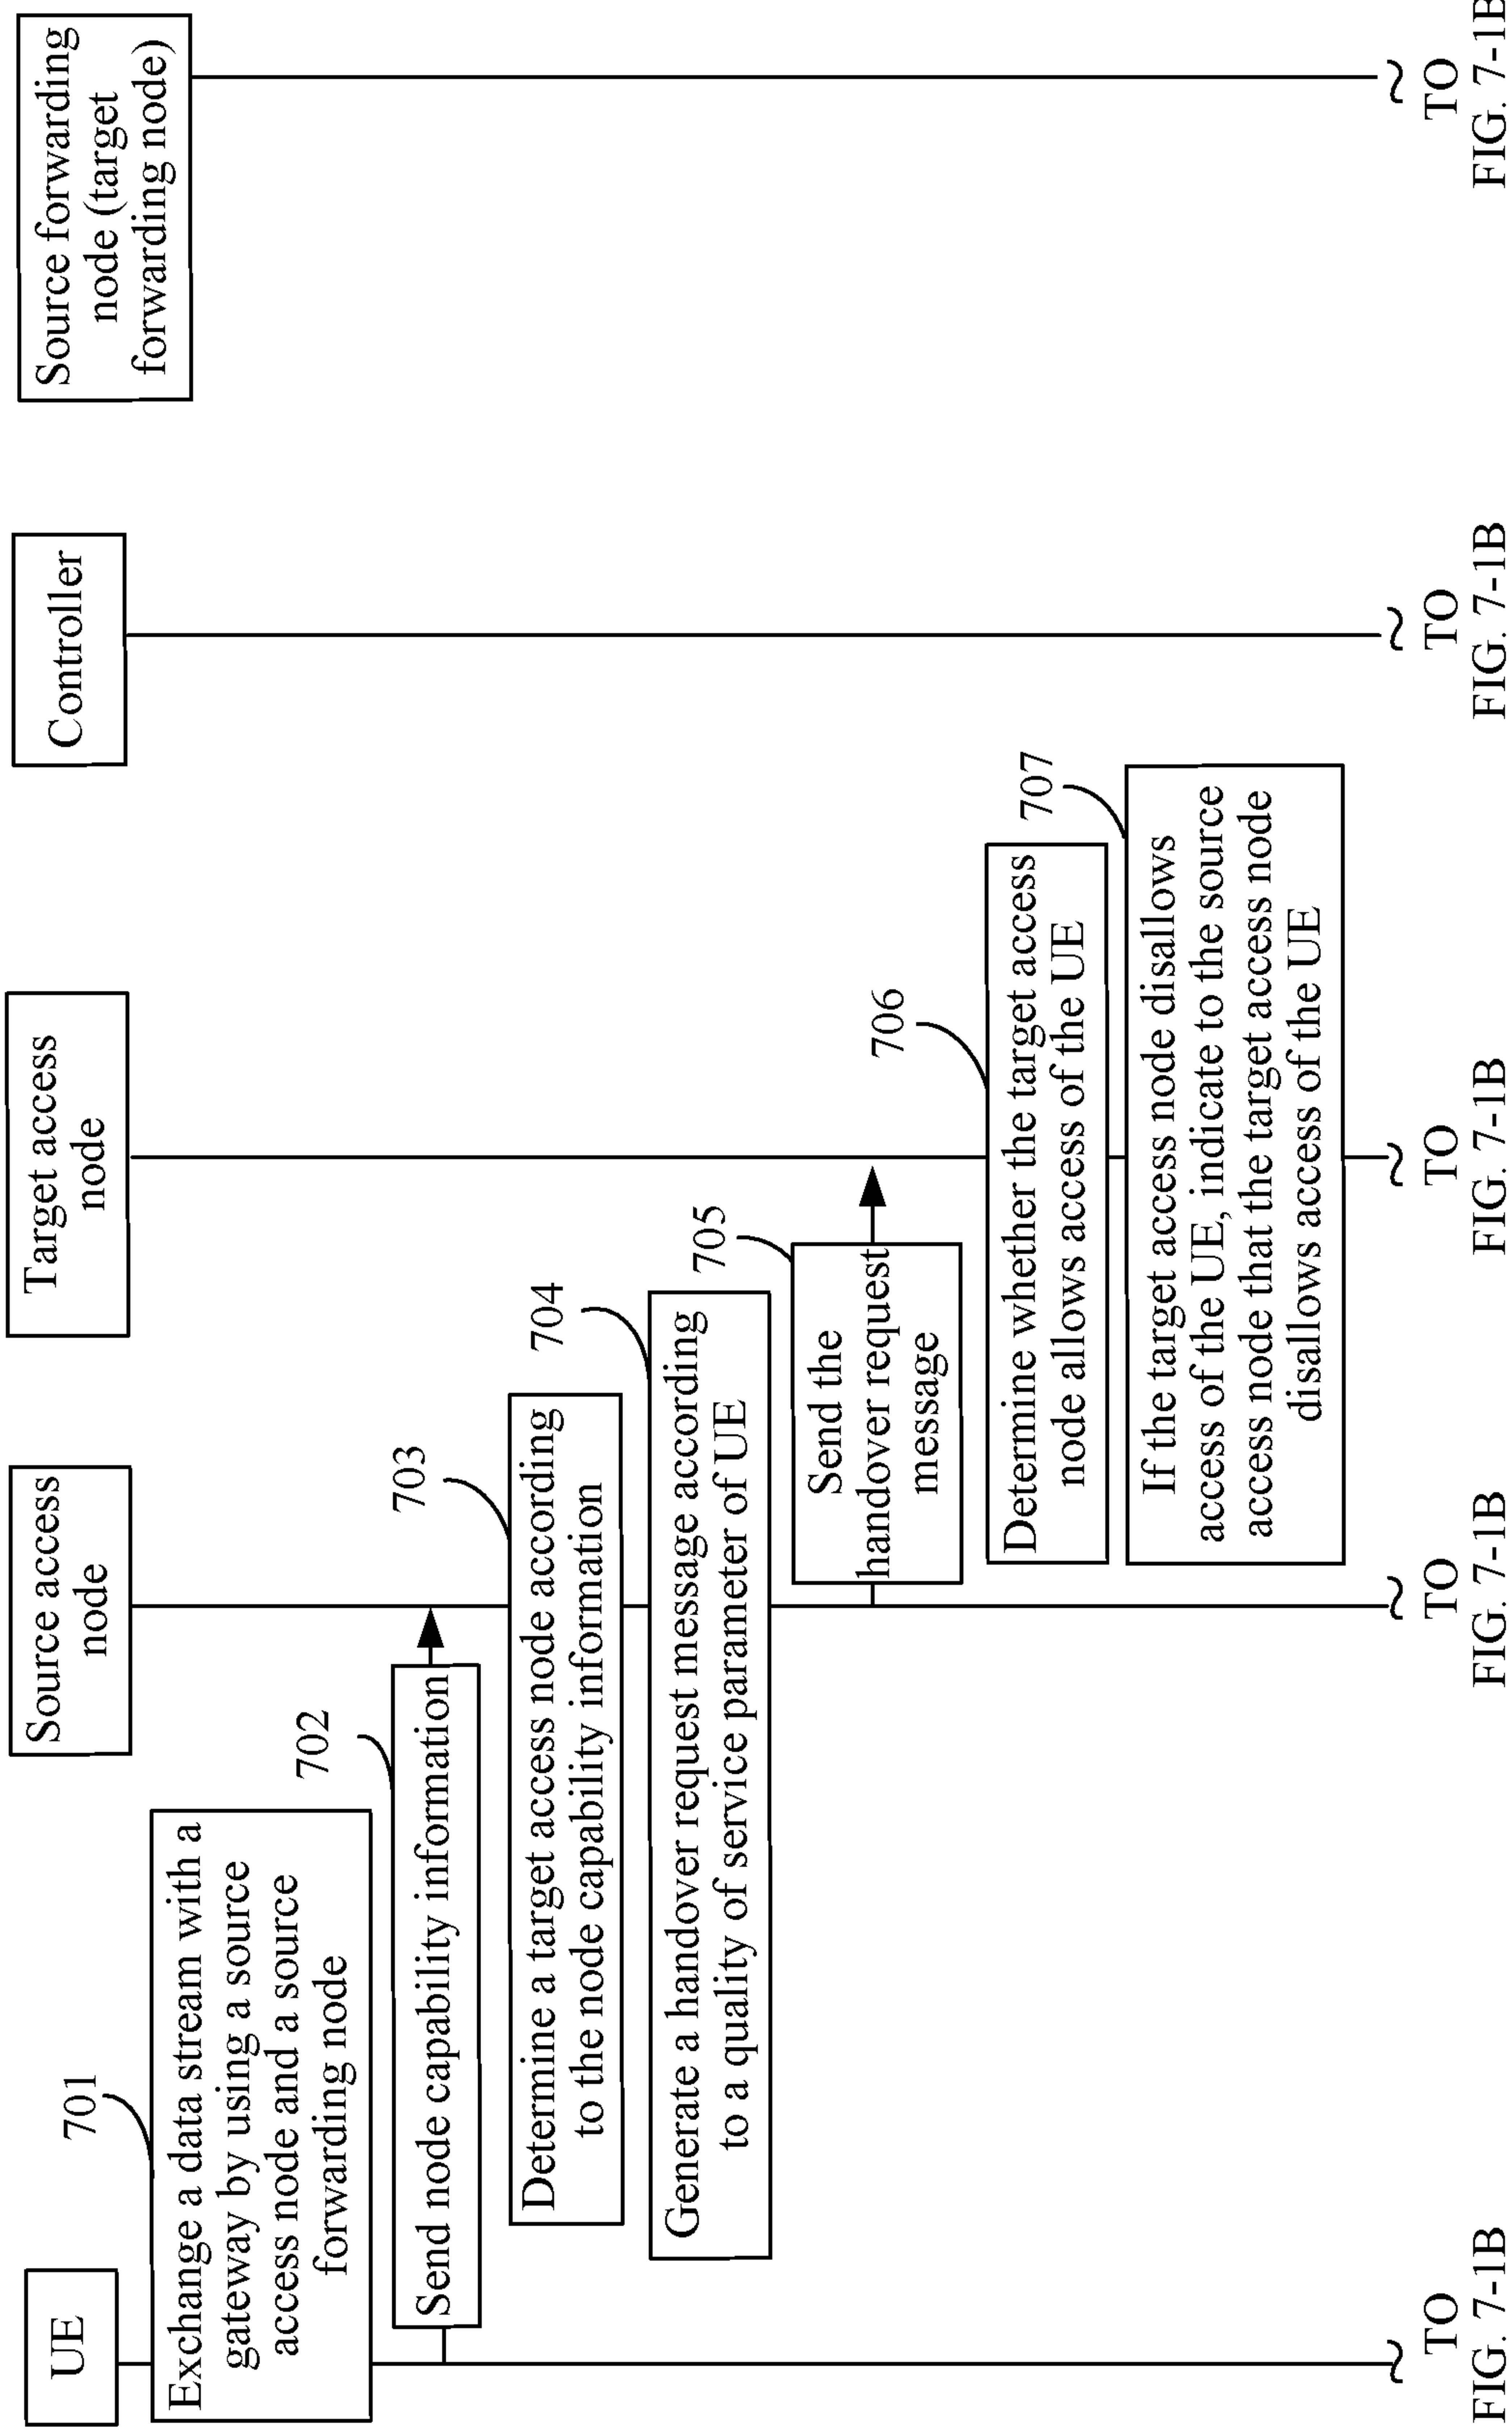 UE
Source access
node
Target access
node
Controller
Source forwarding
node (target
forwarding node)
701
Exchange a data stream with a
gateway by using a source
access node and a source
forwarding node
702
Send node capability information
703
Determine a target access node according
to the node capability information
704
Generate a handover request message according
to a quality of service parameter of UE
705
Send the
handover request
message
706
Determine whether the target access
node allows access of the UE
707
If the target access node disallows
access of the UE, indicate to the source
access node that the target access node
disallows access of the UE
TO
FIG. 7-1B
TO
FIG. 7-1B
TO
FIG. 7-1B
TO
FIG. 7-1B
TO
FIG. 7-1B